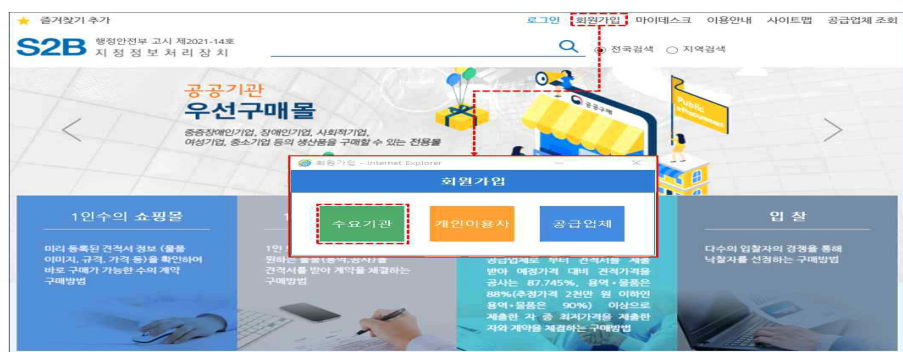 즐겨찾기 추가
로그인 회원가입 마이데스크 이용안내 사이트맵 공급업체 조회
S2B 행정안전부 고시 제2021-14호
지정정보처리장치
전국검색 지역검색
공공기관
우선구매몰
중증장애인기업, 장애인기업, 사회적기업,
여성기업, 중소기업 등의 생산품을 구매할 수 있는 전용몰
공공구매
Public
eProcurement
회원가입 - Internet Explorer
회원가입
수요기관 개인이용사 공급업체
1인수의 쇼핑몰
미리 등록된 견적서 정보 (물품
이미지, 규격, 가격 등)을 확인하여
바로 구매가 가능한 수의 계약
구매방법
견적서를 받아 계약을 체결하는
구매방법
공급업체로 부터 견적서를 제출
받아 예정가격 대비 견적가격을
공사는 87.745%, 용역·물품은
88%(추정가격 2천만 원 이하인
용역·물품은 90%) 이상으로
제출한 자 중 최저가격을 제출한
자와 계약을 체결하는 구매방법
입찰
다수의 입찰자의 경쟁을 통해
낙찰자를 선정하는 구매방법